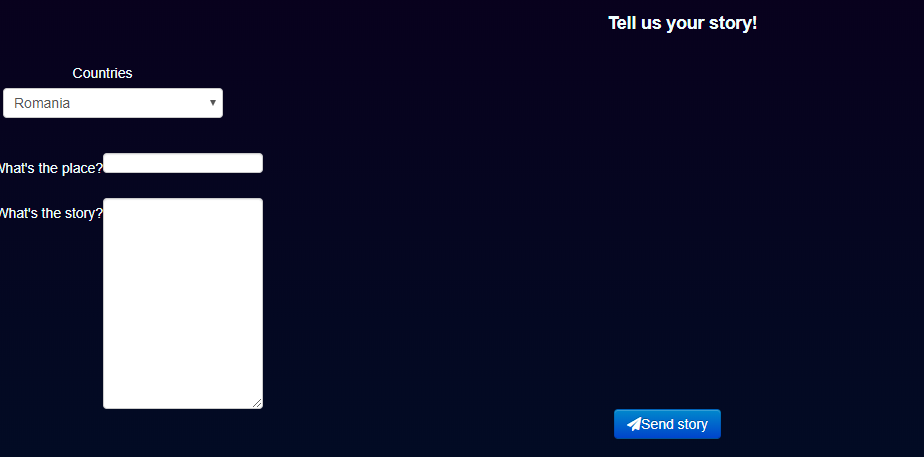 Tell us your story!
Countries
Romania
What's the place?
What's the story?
Send story